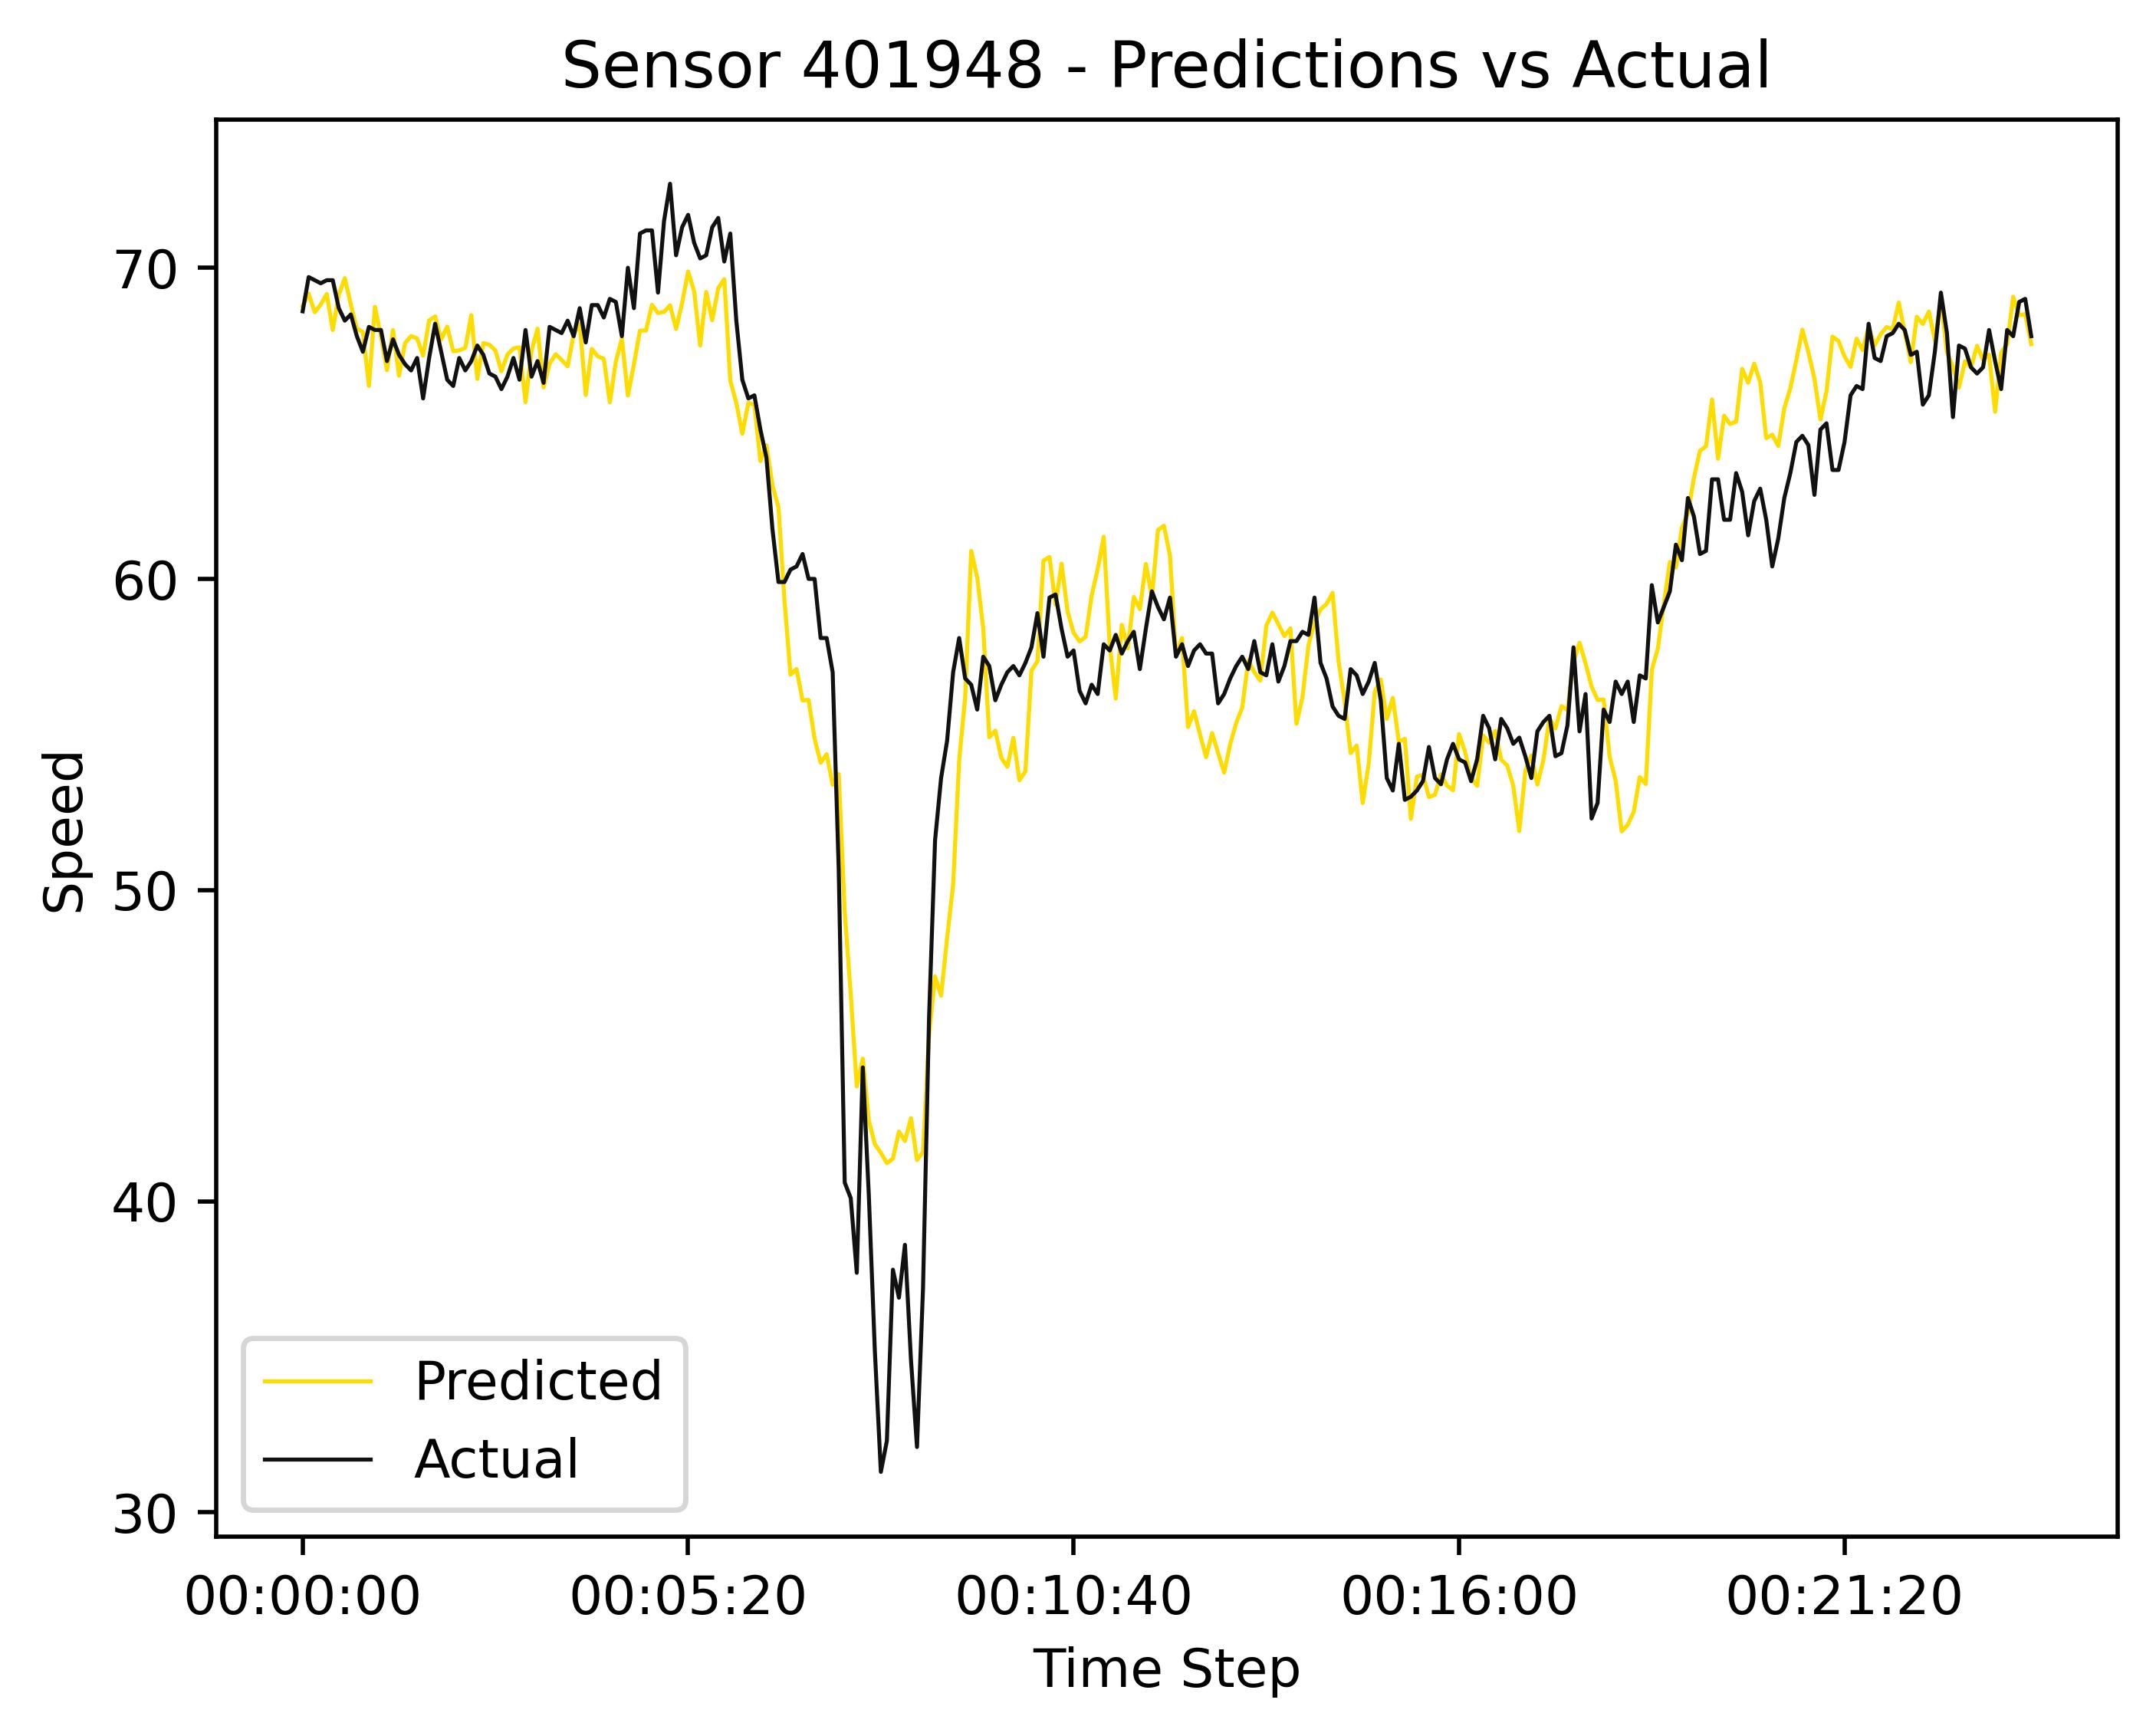 Sensor 401948 - Predictions vs Actual
70
60
50
40
30
Speed
Predicted
Actual
00:00:00 00:05:20 00:10:40 00:16:00 00:21:20
Time Step